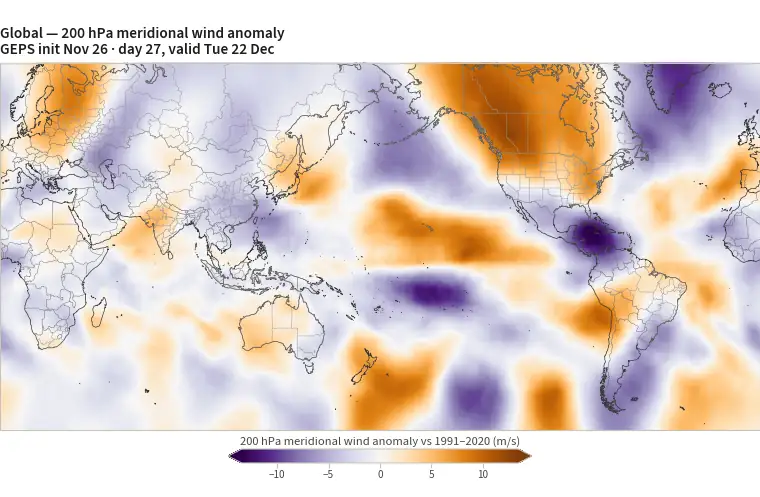 Global — 200 hPa meridional wind anomaly
GEPS init Nov 26 · day 27, valid Tue 22 Dec
200 hPa meridional wind anomaly vs 1991–2020 (m/s)
−10 −5 0 5 10